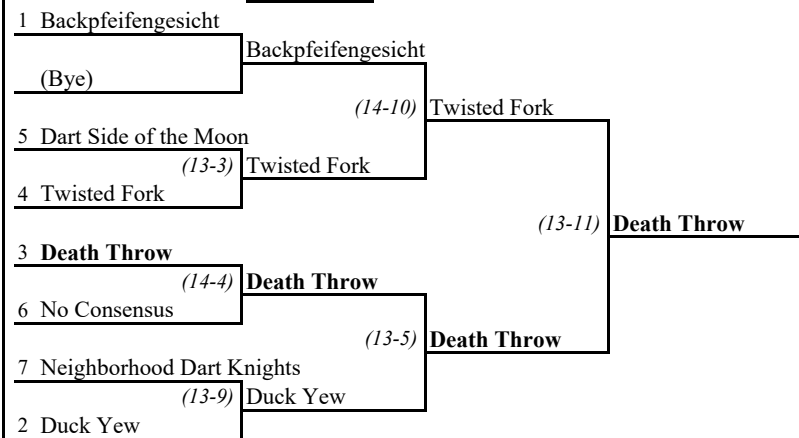 1 Backpfeifengesicht
Backpfeifengesicht
(Bye)
(14-10) Twisted Fork
5 Dart Side of the Moon
(13-3) Twisted Fork
4 Twisted Fork
(13-11) Death Throw
3 Death Throw
(14-4) Death Throw
6 No Consensus
(13-5) Death Throw
7 Neighborhood Dart Knights
(13-9) Duck Yew
2 Duck Yew